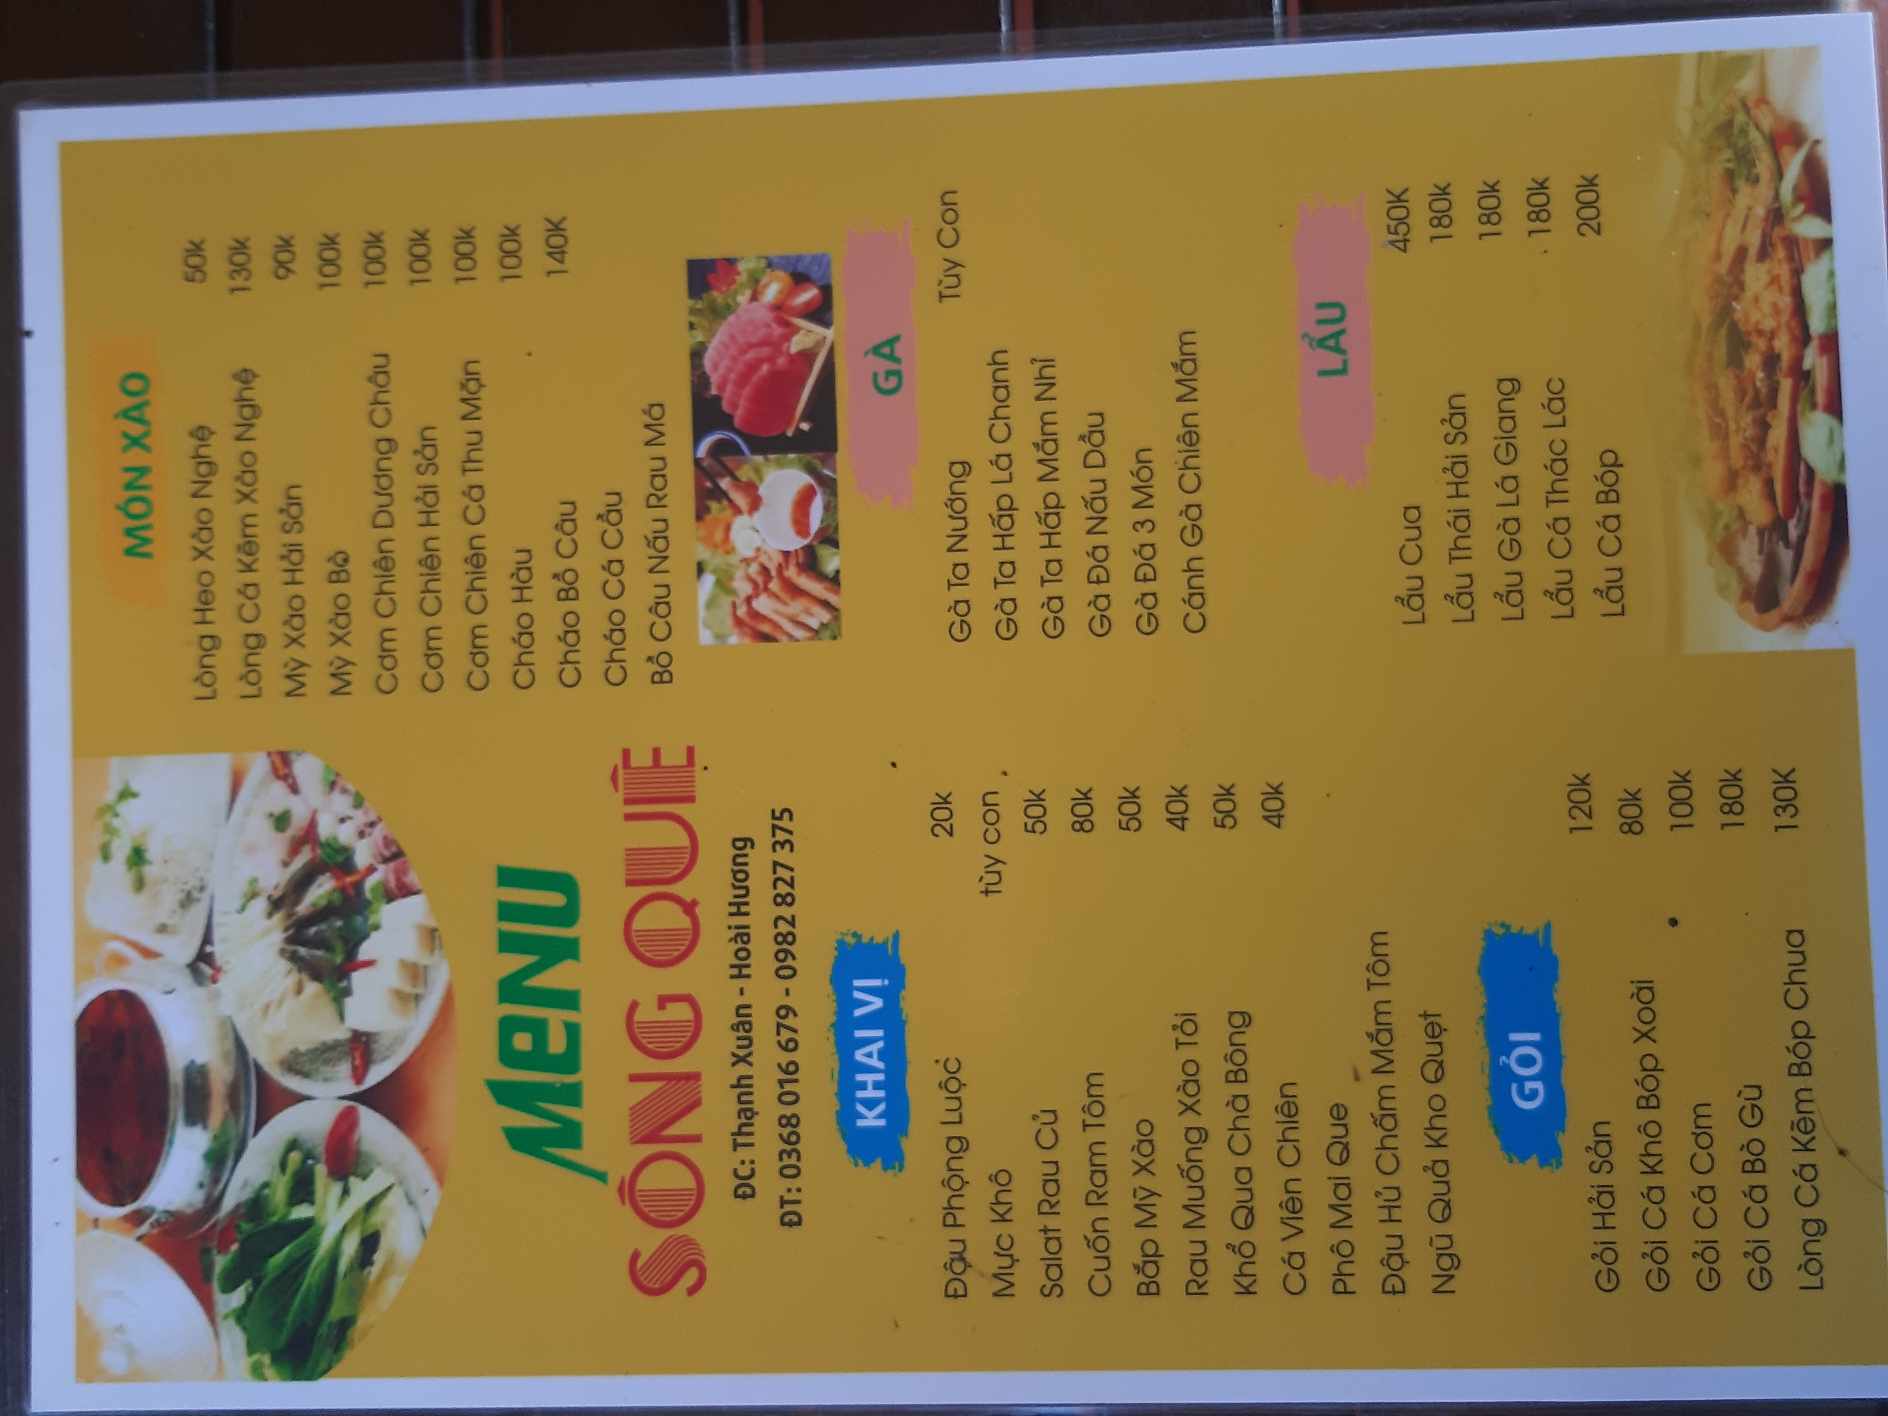 MENU
SÔNG QUÊ
ĐC: Thạnh Xuân - Hoài Hương
ĐT: 0368 016 679 - 0982 827 375
KHAI VỊ
Đậu Phộng Luộc 20k
Mực Khô tùy con
Salat Rau Củ 50k
Cuốn Ram Tôm 80k
Bắp Mỹ Xào 50k
Rau Muống Xào Tỏi 40k
Khổ Qua Chà Bông 50k
Cá Viên Chiên 40k
Phô Mai Que
Đậu Hủ Chấm Mắm Tôm
Ngũ Quả Kho Quẹt
GỎI
Gỏi Hải Sản 120k
Gỏi Cá Khô Bóp Xoài 80k
Gỏi Cá Cơm 100k
Gỏi Cá Bò Gù 180k
Lòng Cá Kẽm Bóp Chua 130K
MÓN XÀO
Lòng Heo Xảo Nghệ 50k
Lòng Cá Kẽm Xào Nghệ 130k
Mỳ Xào Hải Sản 90k
Mỳ Xào Bò 100k
Cơm Chiên Dương Châu 100k
Cơm Chiên Hải Sản 100k
Cơm Chiên Cá Thu Mặn 100k
Cháo Hàu 100k
Cháo Bồ Câu 140K
Cháo Cá Cầu
Bồ Câu Nấu Rau Má
GÀ
Gà Ta Nướng Tùy Con
Gà Ta Hấp Lá Chanh
Gà Ta Hấp Mắm Nhỉ
Gà Đá Nấu Dầu
Gà Đá 3 Món
Cánh Gà Chiên Mắm
LẨU
Lẩu Cua 450K
Lẩu Thái Hải Sản 180k
Lẩu Gà Lá Giang 180k
Lẩu Cá Thác Lác 180k
Lẩu Cá Bóp 200k